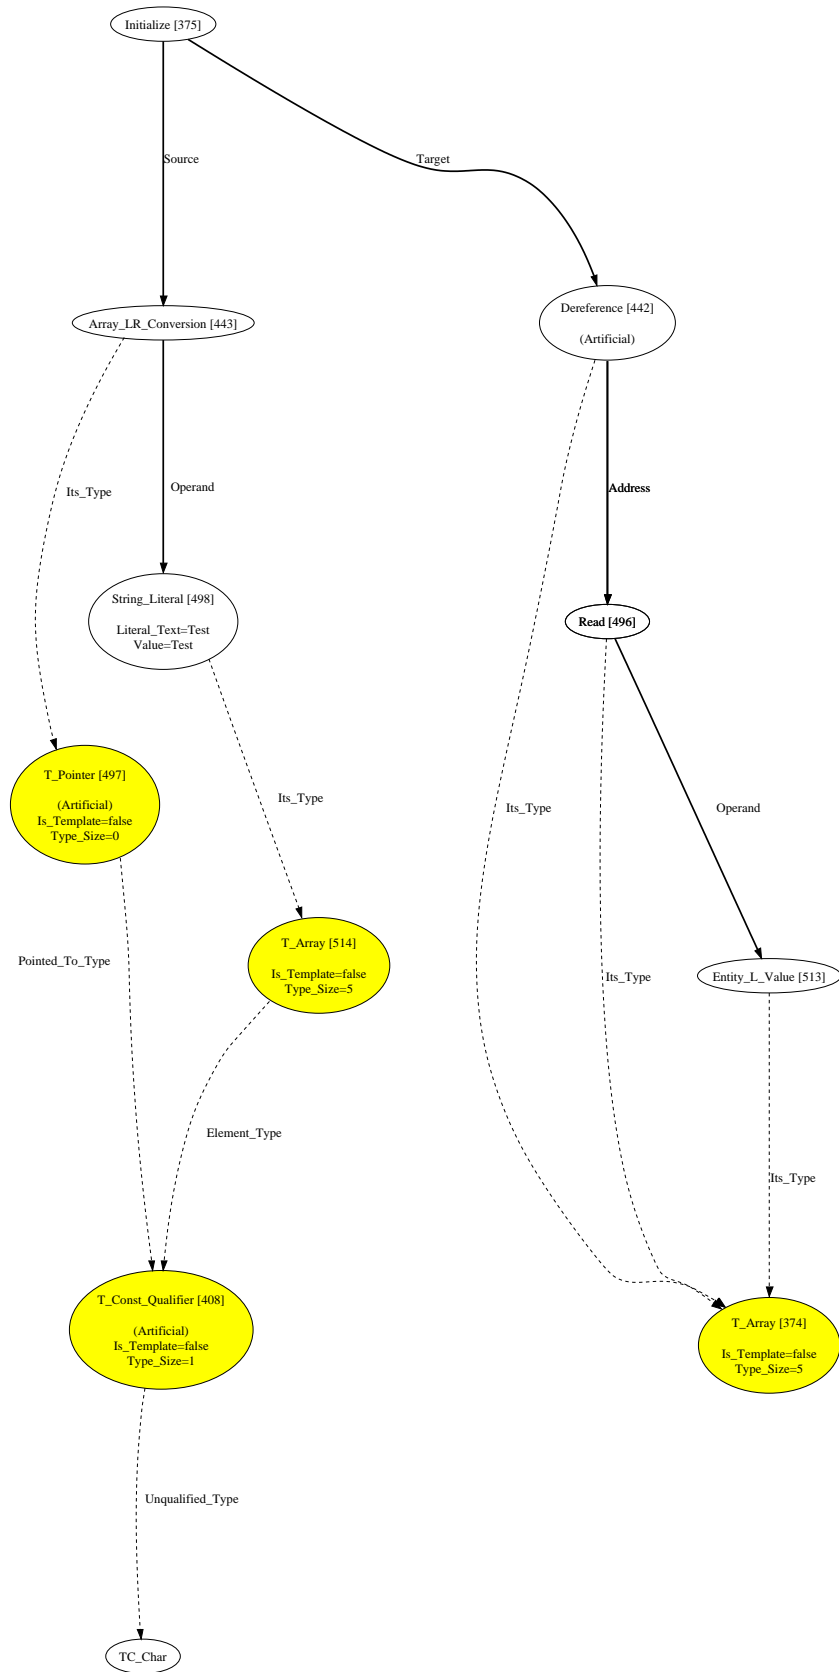 Initialize [375]
Source
Target
Array_LR_Conversion [443]
Dereference [442]
(Artificial)
Its_Type
Operand
Address
String_Literal [498]
Literal_Text=Test
Value=Test
Read [496]
T_Pointer [497]
(Artificial)
Is_Template=false
Type_Size=0
Its_Type
Its_Type
Operand
Pointed_To_Type
T_Array [514]
Is_Template=false
Type_Size=5
Its_Type
Entity_L_Value [513]
Element_Type
Its_Type
T_Const_Qualifier [408]
(Artificial)
Is_Template=false
Type_Size=1
T_Array [374]
Is_Template=false
Type_Size=5
Unqualified_Type
TC_Char